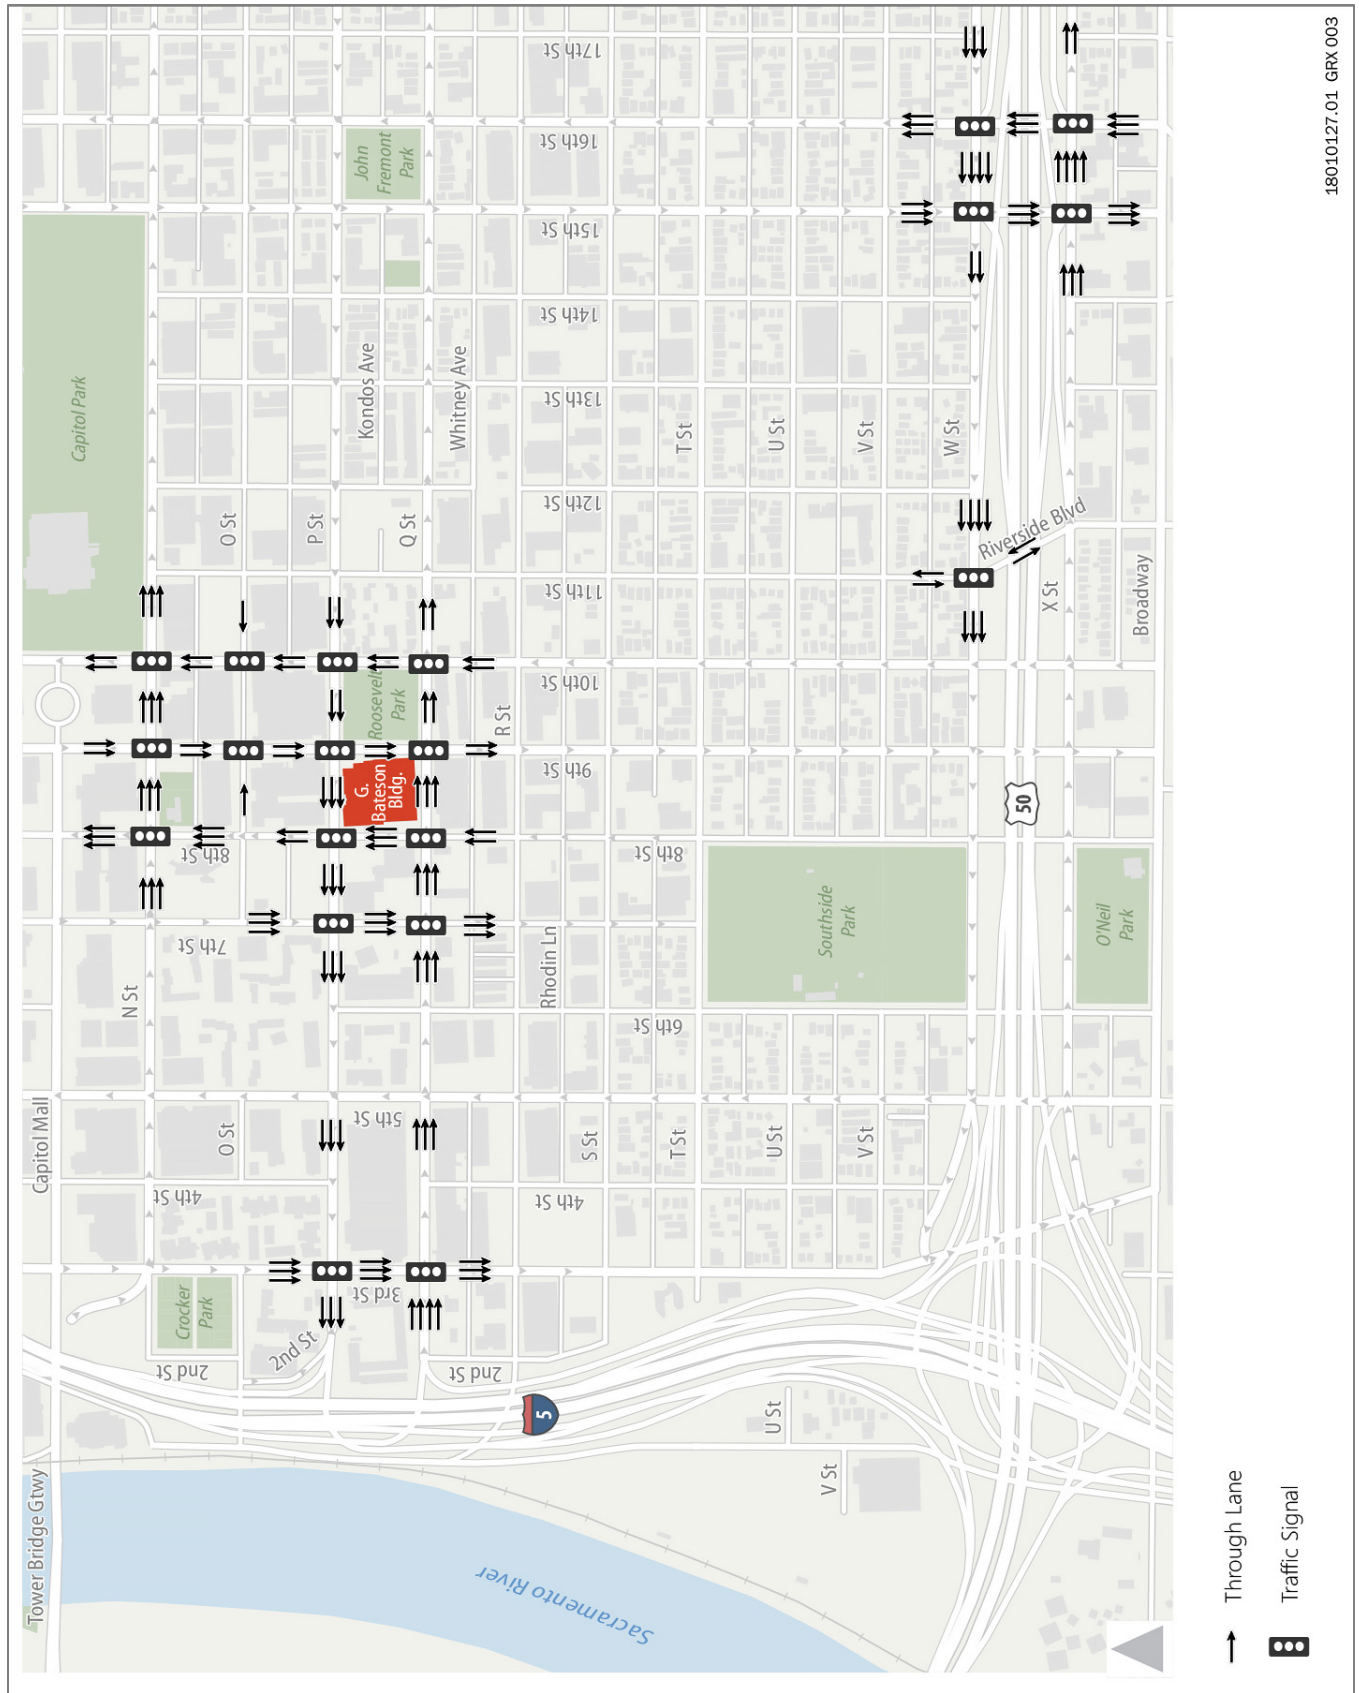 18010127.01 GRX 003
17th St
16th St
John
Fremont
Park
15th St
14th St
Capitol Park
Kondos Ave
Whitney Ave
13th St
T St
U St
V St
W St
O St
P St
Q St
12th St
Riverside Blvd
11th St
X St
Broadway
Roosevelt
Park
10th St
R St
G.
Bateson
Bldg.
9th St
50
8th St
8th St
Southside
Park
O'Neil
Park
7th St
N St
Rhodin Ln
6th St
Capitol Mall
O St
5th St
S St
T St
U St
V St
4th St
4th St
Crocker
Park
3rd St
2nd St
2nd St
2nd St
5
U St
V St
Tower Bridge Gtwy
Sacramento River
Through Lane
Traffic Signal